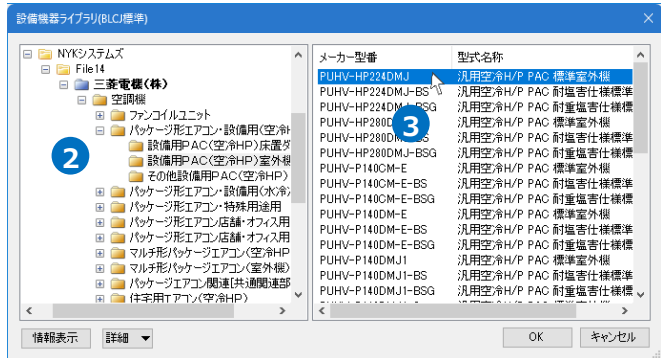 設備機器ライブラリ(BLCJ標準)
NYKシステムズ
File14
三菱電機(株)
空調機
ファンコイルユニット
パッケージ形エアコン・設備用(空冷H
設備用PAC(空冷HP)床置ダ
設備用PAC(空冷HP)室外機
その他設備用PAC(空冷HP)
パッケージ形エアコン・設備用(水冷)
パッケージ形エアコン・特殊用途用
パッケージ形エアコン店舗・オフィス用
パッケージ形エアコン店舗・オフィス用
マルチ形パッケージエアコン(空冷HP
マルチ形パッケージエアコン(室外機)
パッケージエアコン関連[共通関連部
住宅用エアコン(空冷HP)
2
メーカー型番 型式名称
PUHV-HP224DMJ 汎用空冷H/P PAC 標準室外機
PUHV-HP224DMJ-BS 汎用空冷H/P PAC 耐塩害仕様標準
PUHV-HP224DM BSG 汎用空冷H/P PAC 耐重塩害仕様標
PUHV-HP280D 汎用空冷H/P PAC 標準室外機
PUHV-HP280D BS 汎用空冷H/P PAC 耐塩害仕様標準
PUHV-HP280DMJ-BSG 汎用空冷H/P PAC 耐重塩害仕様標
PUHV-P140CM-E 汎用空冷H/P PAC 標準室外機
PUHV-P140CM-E-BS 汎用空冷H/P PAC 耐塩害仕様標準
PUHV-P140CM-E-BSG 汎用空冷H/P PAC 耐重塩害仕様標
PUHV-P140DM-E 汎用空冷H/P PAC 標準室外機
PUHV-P140DM-E-BS 汎用空冷H/P PAC 耐塩害仕様標準
PUHV-P140DM-E-BSG 汎用空冷H/P PAC 耐重塩害仕様標
PUHV-P140DMJ1 汎用空冷H/P PAC 標準室外機
PUHV-P140DMJ1-BS 汎用空冷H/P PAC 耐塩害仕様標準
PUHV-P140DMJ1-BSG 汎用空冷H/P PAC 耐重塩害仕様標
3
情報表示 詳細 OK キャンセル